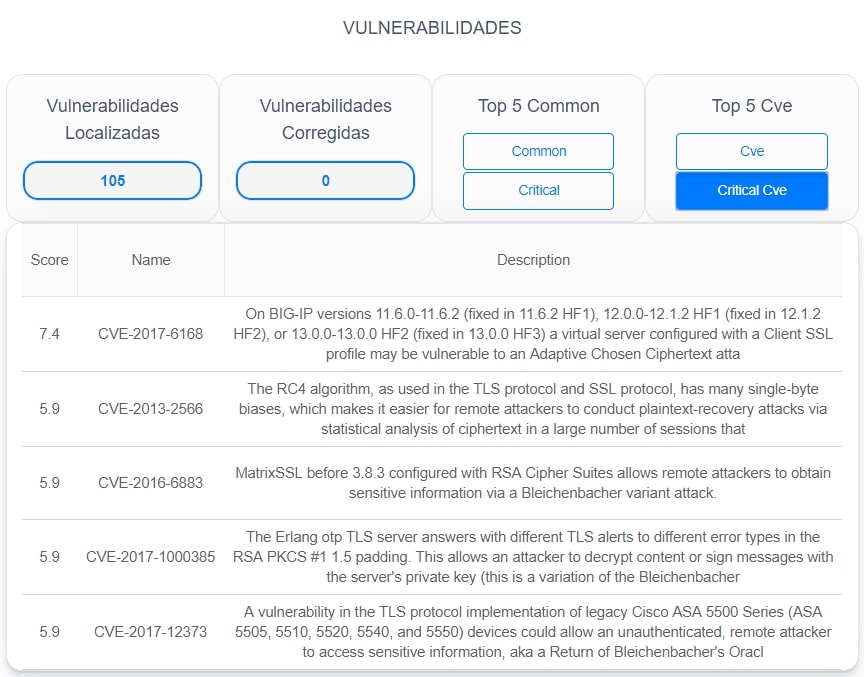 VULNERABILIDADES
Vulnerabilidades
Localizadas
105
Vulnerabilidades
Corregidas
0
Top 5 Common
Common
Critical
Top 5 Cve
Cve
Critical Cve
Score Name Description
7.4 CVE-2017-6168
On BIG-IP versions 11.6.0-11.6.2 (fixed in 11.6.2 HF1), 12.0.0-12.1.2 HF1 (fixed in 12.1.2
HF2), or 13.0.0-13.0.0 HF2 (fixed in 13.0.0 HF3) a virtual server configured with a Client SSL
profile may be vulnerable to an Adaptive Chosen Ciphertext atta
5.9 CVE-2013-2566
The RC4 algorithm, as used in the TLS protocol and SSL protocol, has many single-byte
biases, which makes it easier for remote attackers to conduct plaintext-recovery attacks via
statistical analysis of ciphertext in a large number of sessions that
5.9 CVE-2016-6883
MatrixSSL before 3.8.3 configured with RSA Cipher Suites allows remote attackers to obtain
sensitive information via a Bleichenbacher variant attack.
5.9 CVE-2017-1000385
The Erlang otp TLS server answers with different TLS alerts to different error types in the
RSA PKCS #1 1.5 padding. This allows an attacker to decrypt content or sign messages with
the server's private key (this is a variation of the Bleichenbacher
5.9 CVE-2017-12373
A vulnerability in the TLS protocol implementation of legacy Cisco ASA 5500 Series (ASA
5505, 5510, 5520, 5540, and 5550) devices could allow an unauthenticated, remote attacker
to access sensitive information, aka a Return of Bleichenbacher's Oracl